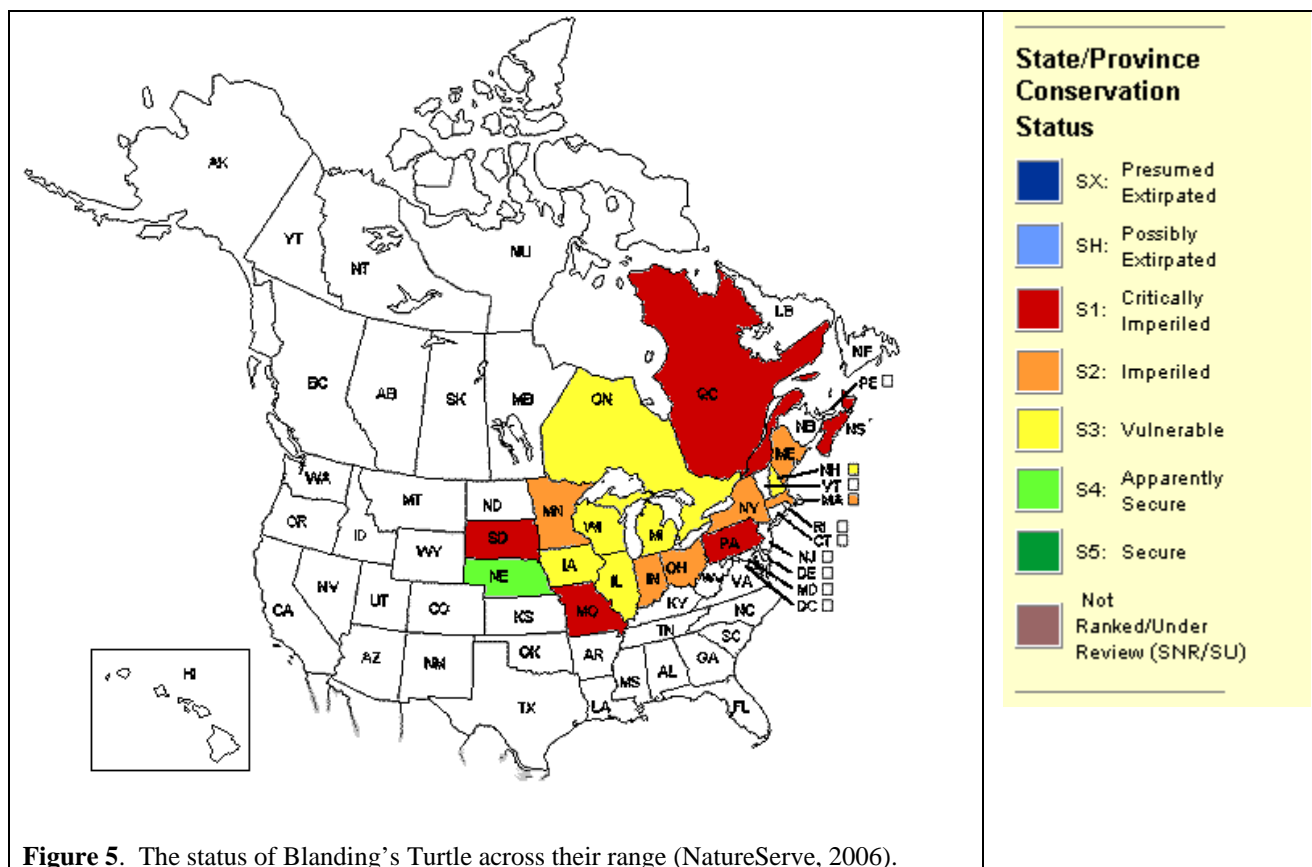 AK
YT
NT
NU
LB
NF
PE
BC
AB
SK
MB
ON
QC
NB
NS
ME
NH
VT
MA
WA
MT
ND
MN
WI
MI
NY
RI
CT
OR
ID
WY
SD
IA
PA
NJ
DE
MD
DC
NE
IL
IN
OH
WV
VA
NV
UT
CO
KS
MO
KY
CA
NC
TN
SC
AZ
NM
OK
AR
MS
AL
GA
TX
LA
FL
HI
State/Province
Conservation
Status
SX: Presumed
Extirpated
SH: Possibly
Extirpated
S1: Critically
Imperiled
S2: Imperiled
S3: Vulnerable
S4: Apparently
Secure
S5: Secure
Not
Ranked/Under
Review (SNR/SU)
Figure 5. The status of Blanding's Turtle across their range (NatureServe, 2006).